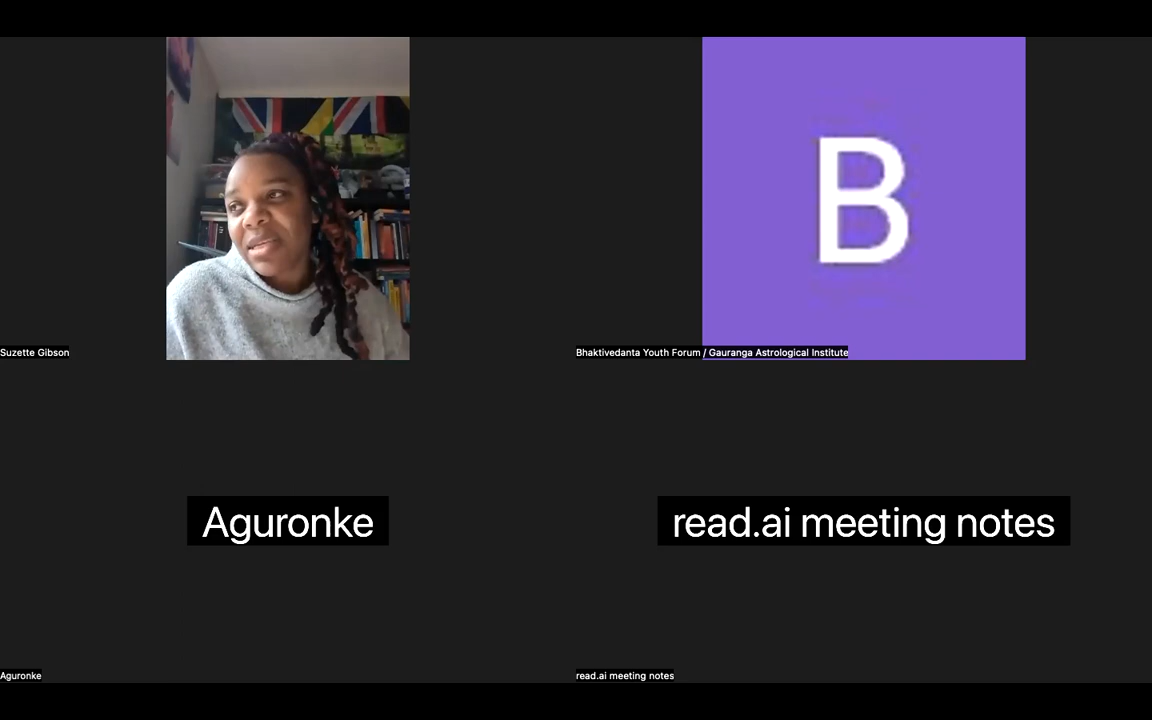 B
Suzette Gibson
Bhaktivedanta Youth Forum / Gauranga Astrological Institute
Aguronke
read.ai meeting notes
Aguronke
read.ai meeting notes